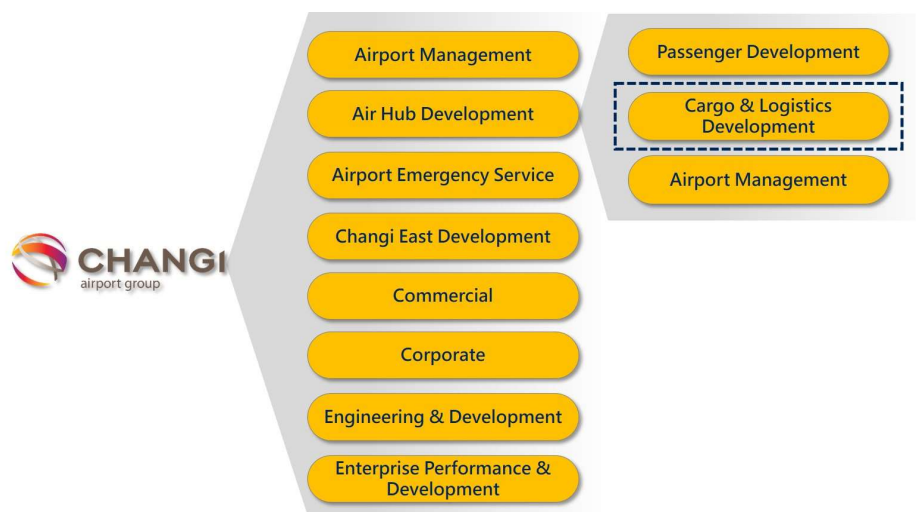 CHANGI
airport group
Airport Management
Air Hub Development
Airport Emergency Service
Changi East Development
Commercial
Corporate
Engineering & Development
Enterprise Performance &
Development
Passenger Development
Cargo & Logistics
Development
Airport Management